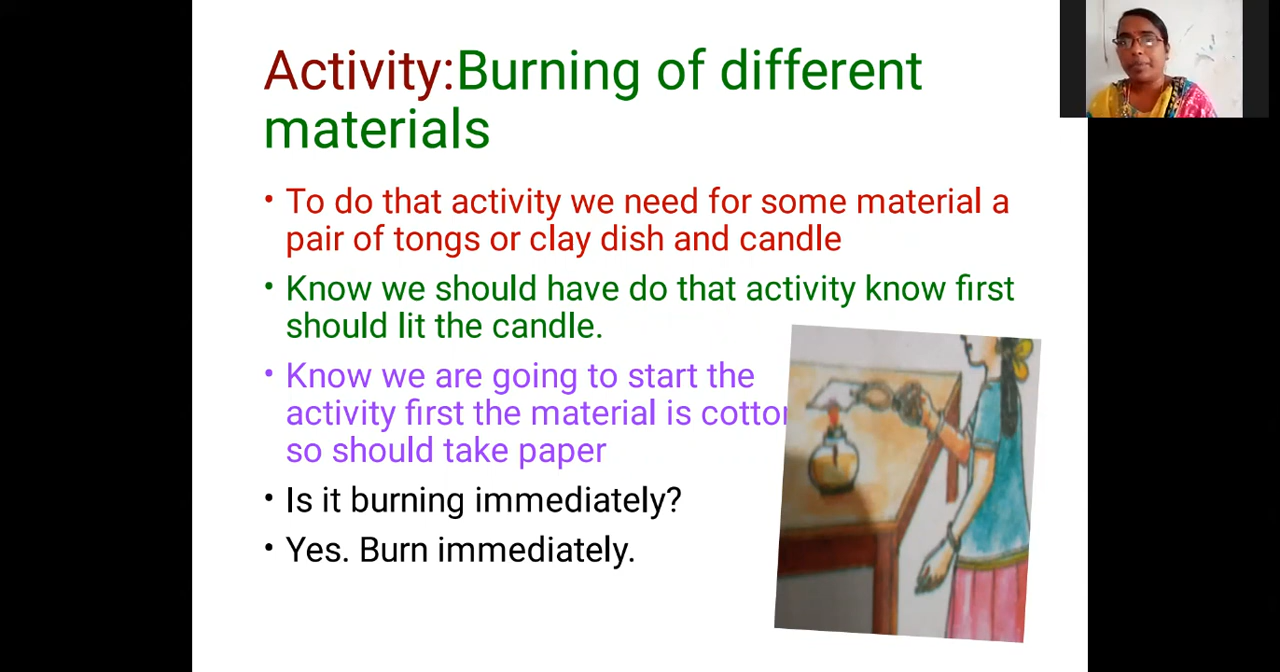 Activity:Burning of different
materials
• To do that activity we need for some material a
pair of tongs or clay dish and candle
• Know we should have do that activity know first
should lit the candle.
• Know we are going to start the
activity first the material is cotton
so should take paper
• Is it burning immediately?
• Yes. Burn immediately.